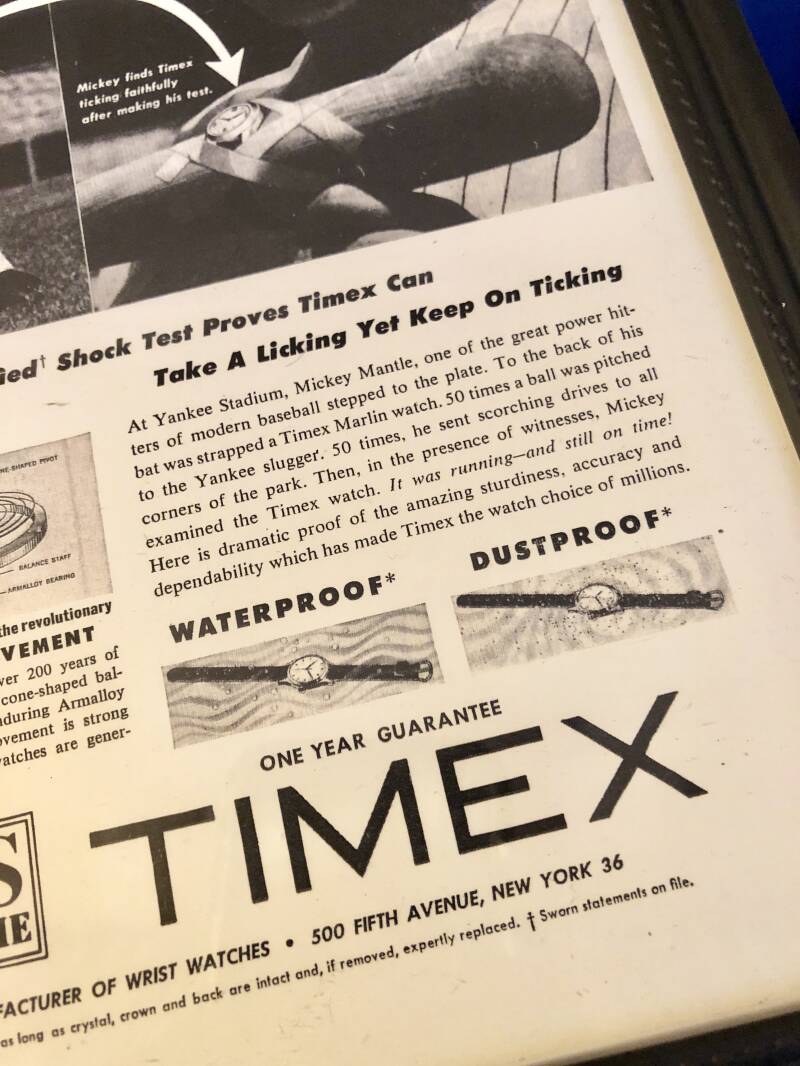 Mickey finds Timex
ticking faithfully
after making his test.
ied† Shock Test Proves Timex Can
Take A Licking Yet Keep On Ticking
At Yankee Stadium, Mickey Mantle, one of the great power hit-
ters of modern baseball stepped to the plate. To the back of his
bat was strapped a Timex Marlin watch. 50 times a ball was pitched
to the Yankee slugger. 50 times, he sent scorching drives to all
corners of the park. Then, in the presence of witnesses, Mickey
examined the Timex watch. It was running—and still on time!
Here is dramatic proof of the amazing sturdiness, accuracy and
dependability which has made Timex the watch choice of millions.
NE-SHAPED PIVOT
BALANCE STAFF
ARMALLOY BEARING
the revolutionary
VEMENT
ver 200 years of
cone-shaped bal-
nduring Armalloy
ovement is strong
atches are gener-
WATERPROOF*
DUSTPROOF*
ONE YEAR GUARANTEE
TIMEX
S
ME
FACTURER OF WRIST WATCHES • 500 FIFTH AVENUE, NEW YORK 36
as long as crystal, crown and back are intact and, if removed, expertly replaced. † Sworn statements on file.